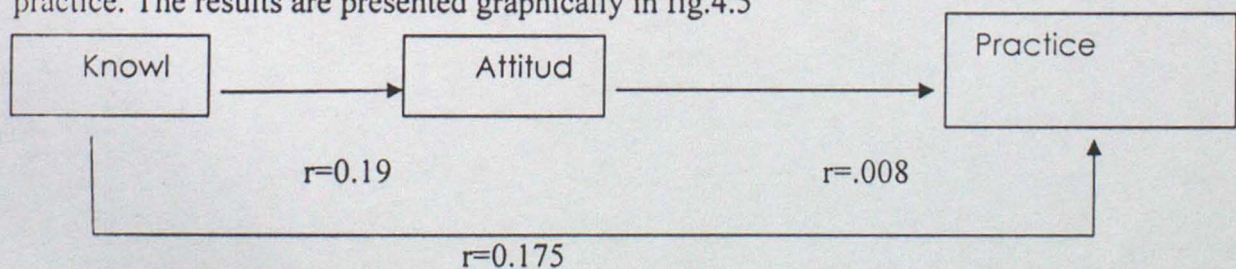 practice. The results are presented graphically in fig.4.5
Knowl
Attitud
Practice
r=0.19
r=.008
r=0.175